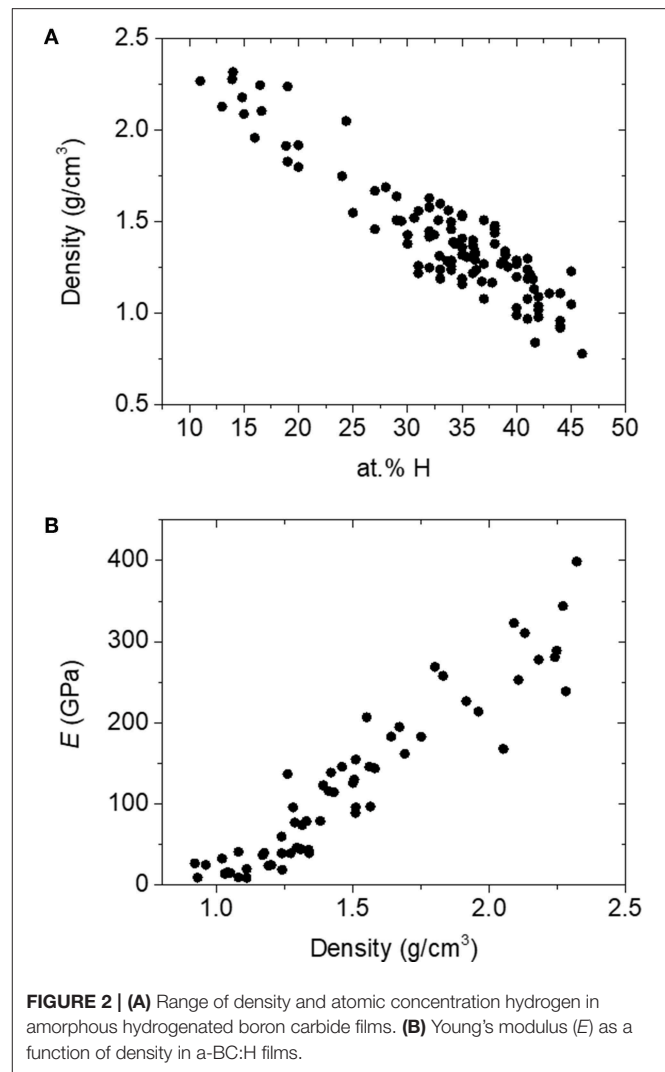 A
2.5
2.0
1.5
1.0
0.5
Density (g/cm³)
10 15 20 25 30 35 40 45 50
at.% H
B
400
300
200
100
0
E (GPa)
1.0 1.5 2.0 2.5
Density (g/cm³)
FIGURE 2 | (A) Range of density and atomic concentration hydrogen in
amorphous hydrogenated boron carbide films. (B) Young's modulus (E) as a
function of density in a-BC:H films.